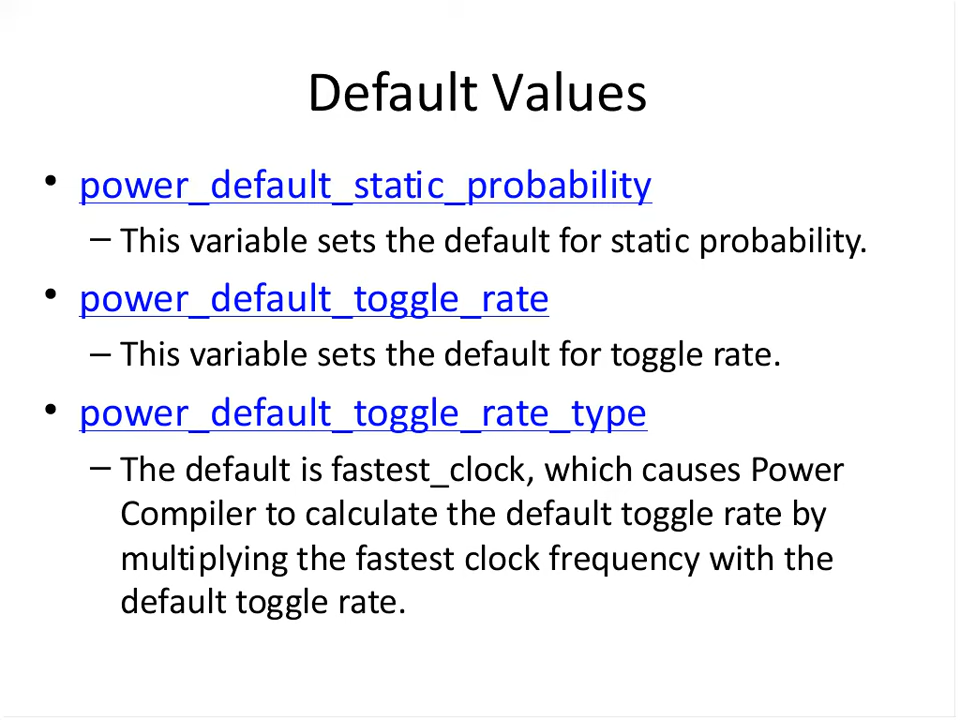 Default Values
• power_default_static_probability
– This variable sets the default for static probability.
• power_default_toggle_rate
– This variable sets the default for toggle rate.
• power_default_toggle_rate_type
– The default is fastest_clock, which causes Power
Compiler to calculate the default toggle rate by
multiplying the fastest clock frequency with the
default toggle rate.